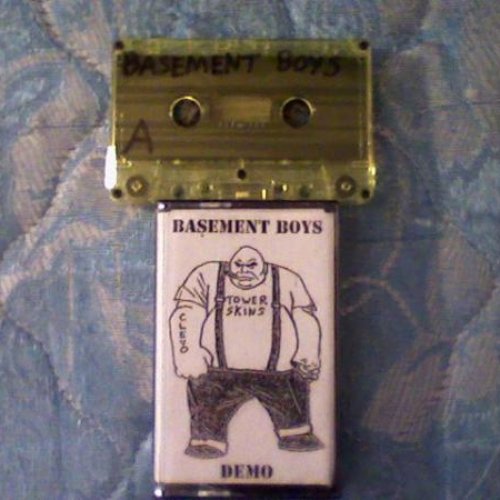 BASEMENT BOYS
A
BASEMENT BOYS
TOWER
SKINS
CLEVO
DEMO